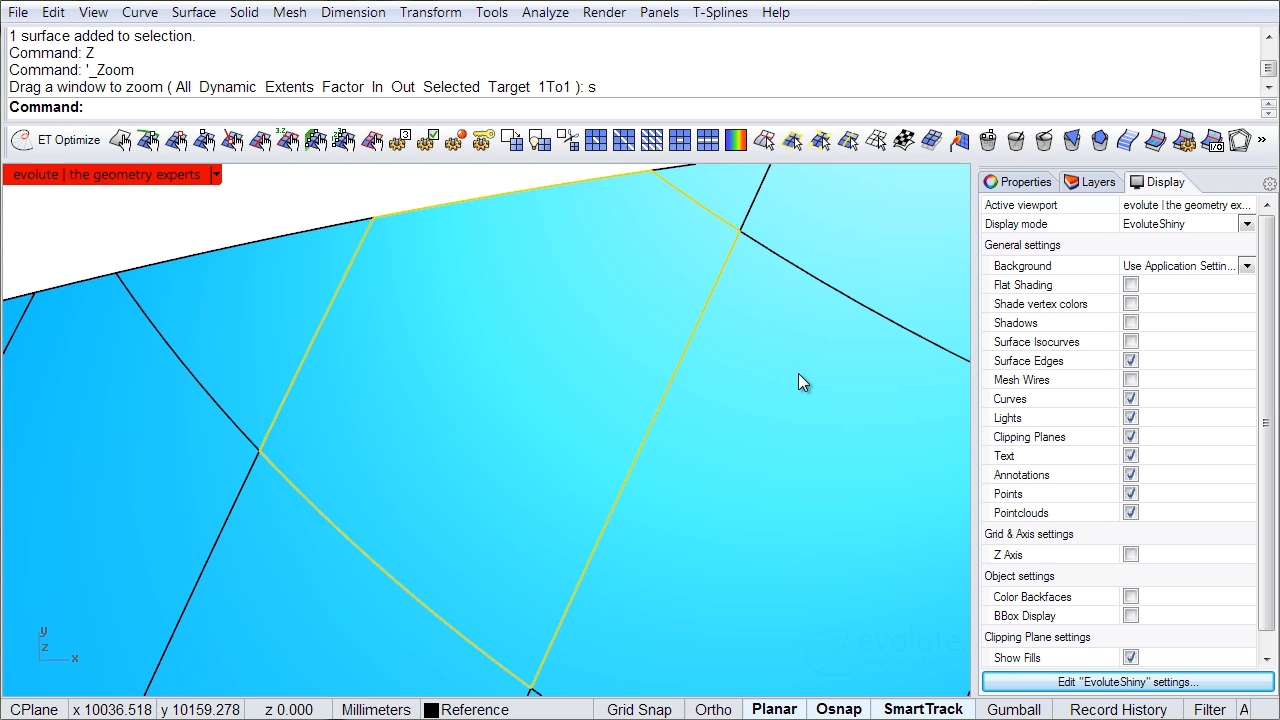 File Edit View Curve Surface Solid Mesh Dimension Transform Tools Analyze Render Panels T-Splines Help
1 surface added to selection.
Command: Z
Command: '_Zoom
Drag a window to zoom ( All Dynamic Extents Factor In Out Selected Target 1To1 ): s
Command:
ET Optimize
evolute | the geometry experts
Properties Layers Display
Active viewport evolute | the geometry ex...
Display mode EvoluteShiny
General settings
Background Use Application Settin...
Flat Shading
Shade vertex colors
Shadows
Surface Isocurves
Surface Edges
Mesh Wires
Curves
Lights
Clipping Planes
Text
Annotations
Points
Pointclouds
Grid & Axis settings
Z Axis
Object settings
Color Backfaces
BBox Display
Clipping Plane settings
Show Fills
Edit "EvoluteShiny" settings...
evolute
y
z
x
CPlane x 10036.518 y 10159.278 z 0.000 Millimeters Reference Grid Snap Ortho Planar Osnap SmartTrack Gumball Record History Filter A